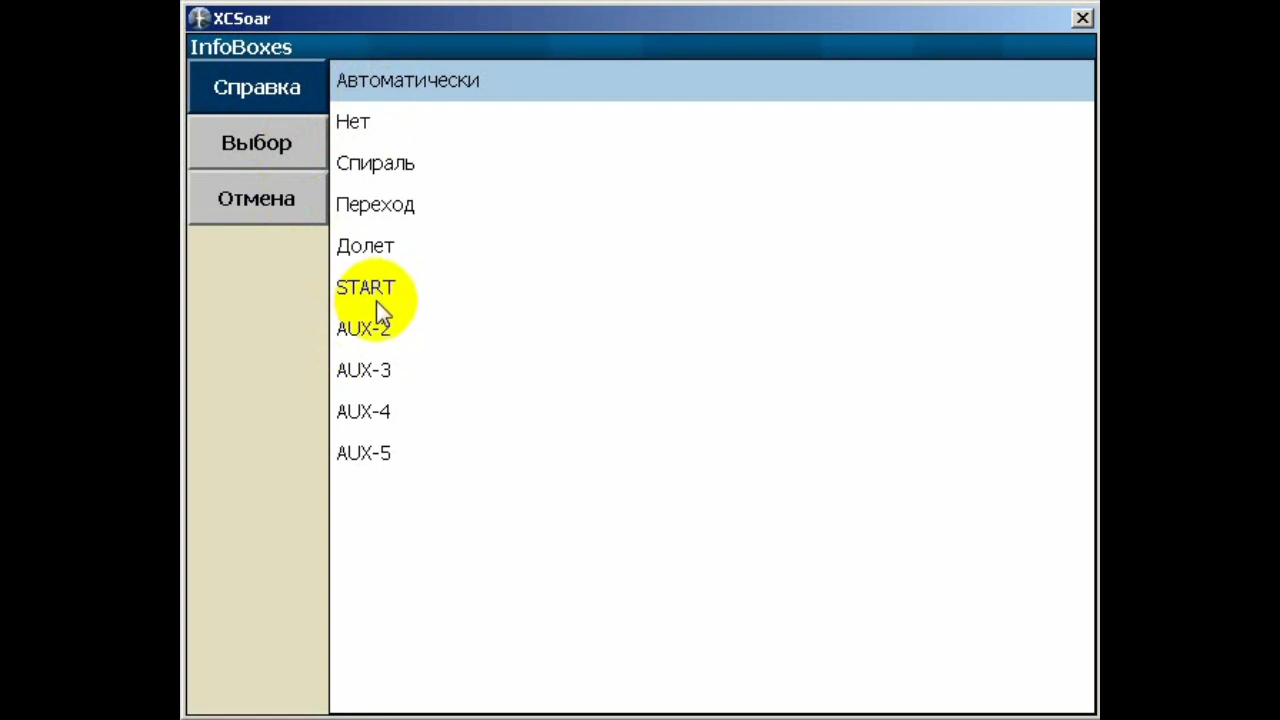 XCSoar
InfoBoxes
Справка
Выбор
Отмена
Автоматически
Нет
Спираль
Переход
Долет
START
AUX-2
AUX-3
AUX-4
AUX-5